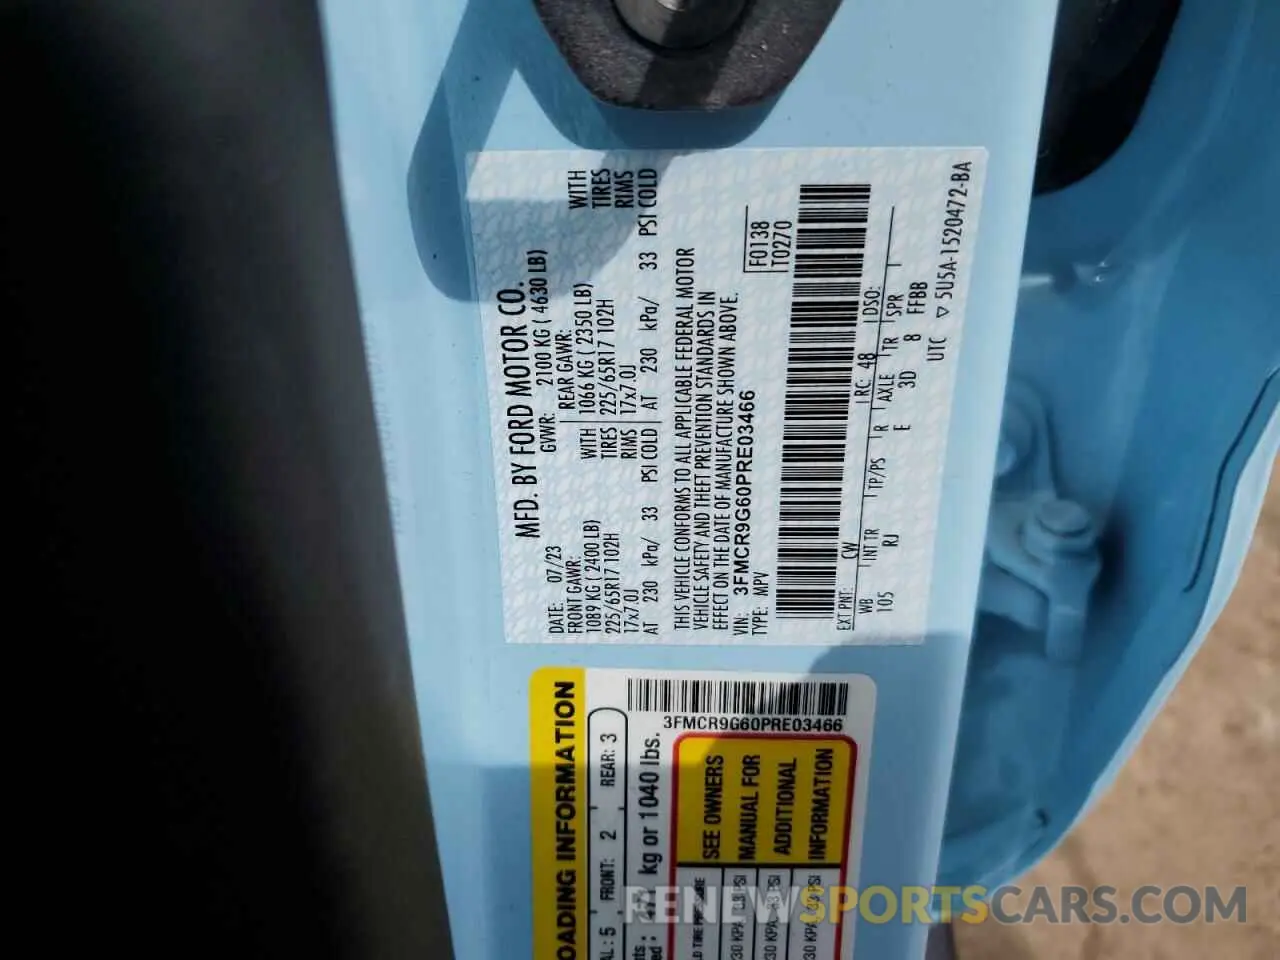 MFD. BY FORD MOTOR CO.
DATE: 07/23 GVWR: 2100 KG ( 4630 LB)
FRONT GAWR: REAR GAWR:
1089 KG ( 2400 LB) WITH 1066 KG ( 2350 LB) WITH
225/65R17 102H TIRES 225/65R17 102H TIRES
17x7.0J RIMS 17x7.0J RIMS
AT 230 kPa/ 33 PSI COLD AT 230 kPa/ 33 PSI COLD
THIS VEHICLE CONFORMS TO ALL APPLICABLE FEDERAL MOTOR
VEHICLE SAFETY AND THEFT PREVENTION STANDARDS IN
EFFECT ON THE DATE OF MANUFACTURE SHOWN ABOVE.
VIN: 3FMCR9G60PRE03466
TYPE: MPV
F0138
T0270
EXT PNT: CW RC: 48 DSO:
WB INT TR TP/PS R AXLE TR SPR
105 RJ E 3D 8 FFBB
UTC ▽ 5U5A-1520472-BA
OADING INFORMATION
AL: 5 FRONT: 2 REAR: 3
kg or 1040 lbs.
3FMCR9G60PRE03466
SEE OWNERS
MANUAL FOR
ADDITIONAL
INFORMATION
RENEWSPORTSCARS.COM